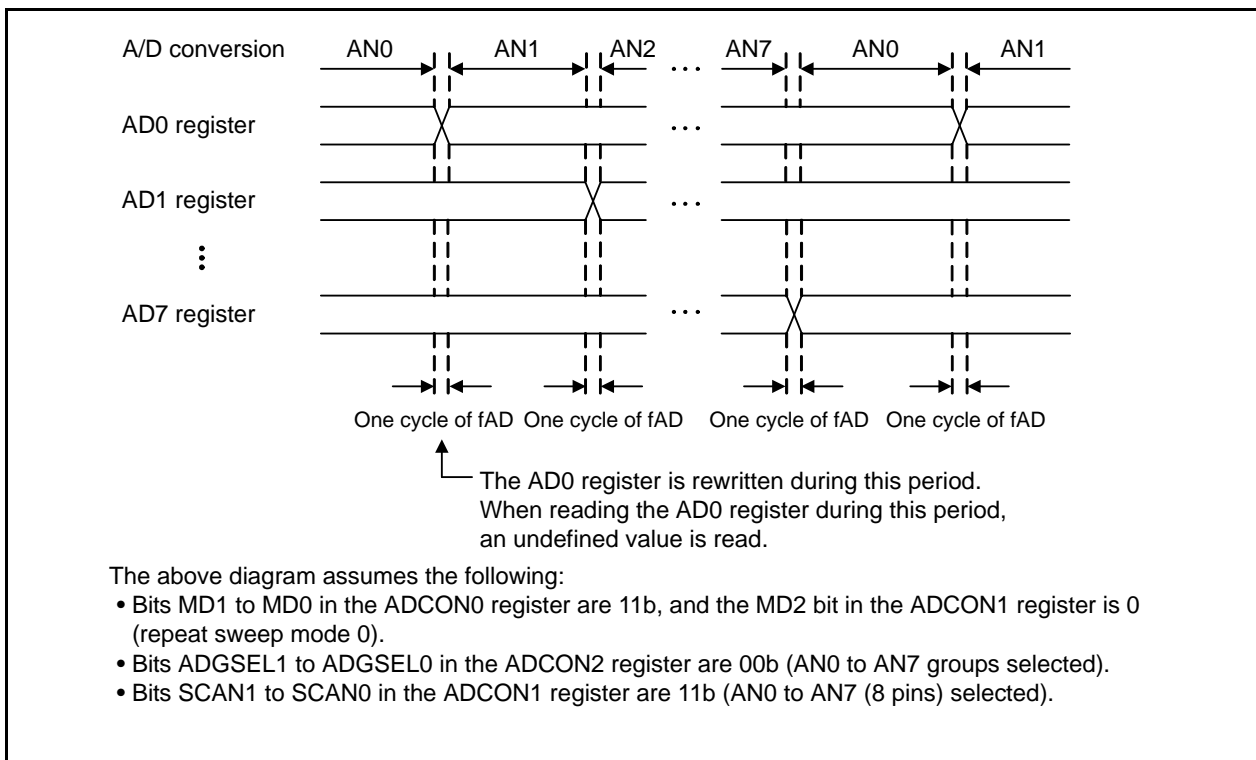 A/D conversion AN0 AN1 AN2 ... AN7 AN0 AN1
AD0 register ...
AD1 register ...
AD7 register ...
One cycle of fAD One cycle of fAD One cycle of fAD One cycle of fAD
The AD0 register is rewritten during this period.
When reading the AD0 register during this period,
an undefined value is read.
The above diagram assumes the following:
• Bits MD1 to MD0 in the ADCON0 register are 11b, and the MD2 bit in the ADCON1 register is 0
(repeat sweep mode 0).
• Bits ADGSEL1 to ADGSEL0 in the ADCON2 register are 00b (AN0 to AN7 groups selected).
• Bits SCAN1 to SCAN0 in the ADCON1 register are 11b (AN0 to AN7 (8 pins) selected).